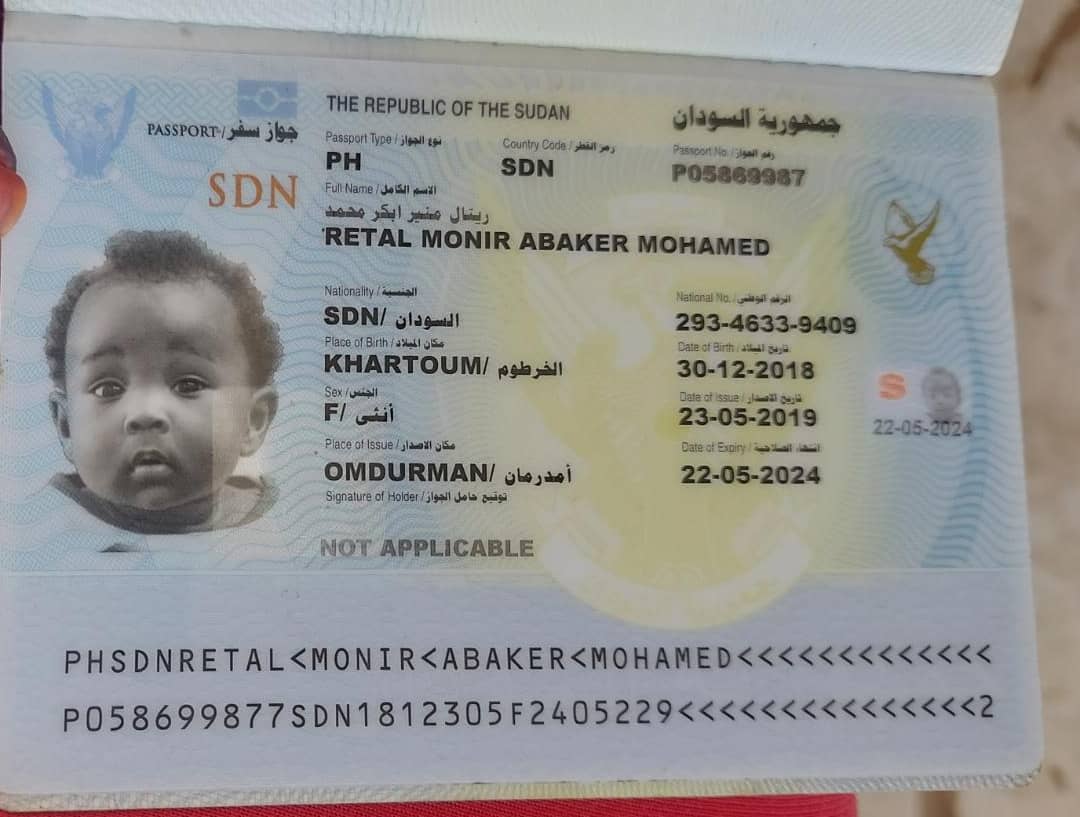 THE REPUBLIC OF THE SUDAN جمهورية السودان
PASSPORT/جواز سفر
Passport Type / نوع الجواز Country Code / رمز القطر Passport No. / رقم الجواز
PH SDN P05869987
SDN
Full Name / الاسم الكامل
ريتال منير ابكر محمد
RETAL MONIR ABAKER MOHAMED
Nationality / الجنسية National No. / الرقم الوطني
SDN/ السودان 293-4633-9409
Place of Birth / مكان الميلاد Date of Birth / تاريخ الميلاد
KHARTOUM/ الخرطوم 30-12-2018
Sex / الجنس Date of Issue / تاريخ الاصدار
F/ أنثى 23-05-2019
S
22-05-2024
Place of Issue / مكان الاصدار Date of Expiry / انتهاء الصلاحية
OMDURMAN/ أمدرمان 22-05-2024
Signature of Holder / توقيع حامل الجواز
NOT APPLICABLE
PHSDNRETAL<MONIR<ABAKER<MOHAMED<<<<<<<<<<<<<
P058699877SDN1812305F2405229<<<<<<<<<<<<<<<2